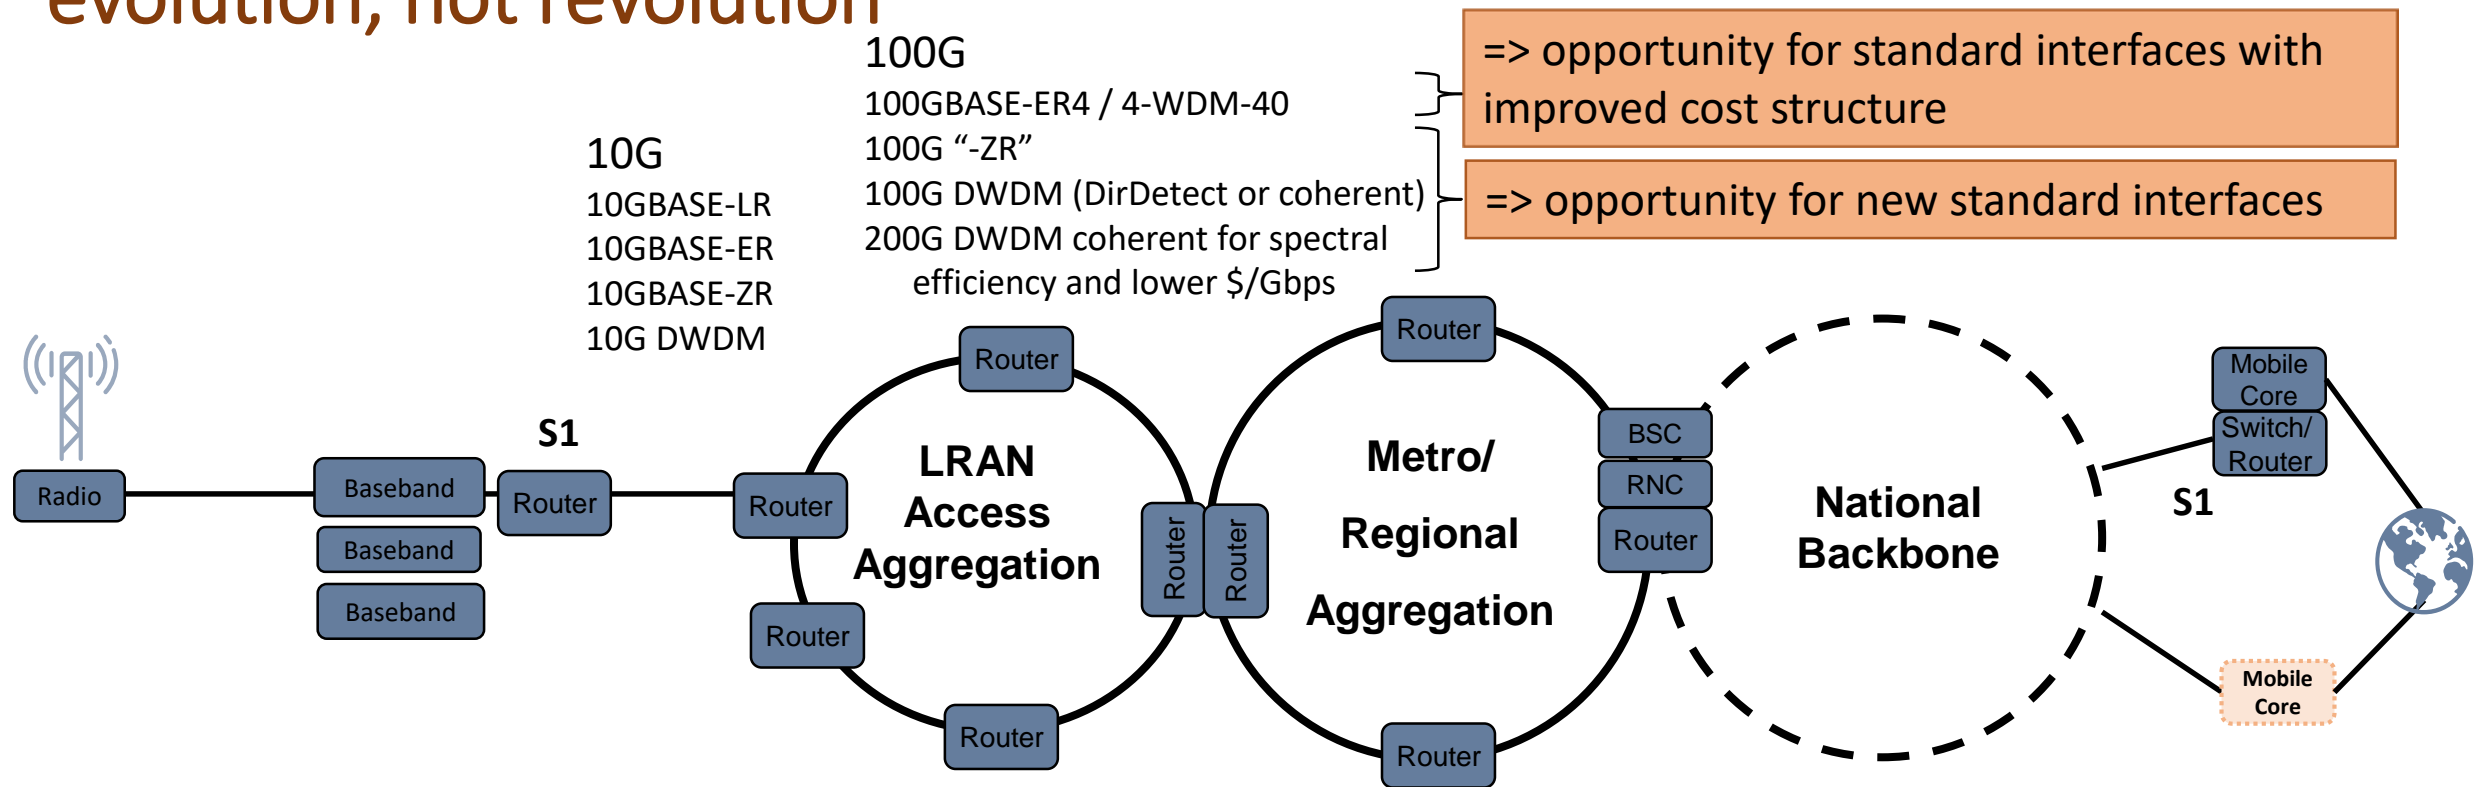 evolution, not revolution
100G
100GBASE-ER4 / 4-WDM-40
100G “-ZR”
100G DWDM (DirDetect or coherent)
200G DWDM coherent for spectral
efficiency and lower $/Gbps
=> opportunity for standard interfaces with
improved cost structure
=> opportunity for new standard interfaces
10G
10GBASE-LR
10GBASE-ER
10GBASE-ZR
10G DWDM
Radio
Baseband
Baseband
Baseband
S1
Router
Router
Router
Router
Router
Router
LRAN
Access
Aggregation
Router
Router
Router
Metro/
Regional
Aggregation
BSC
RNC
Router
National
Backbone
Mobile
Core
Switch/
Router
S1
Mobile
Core